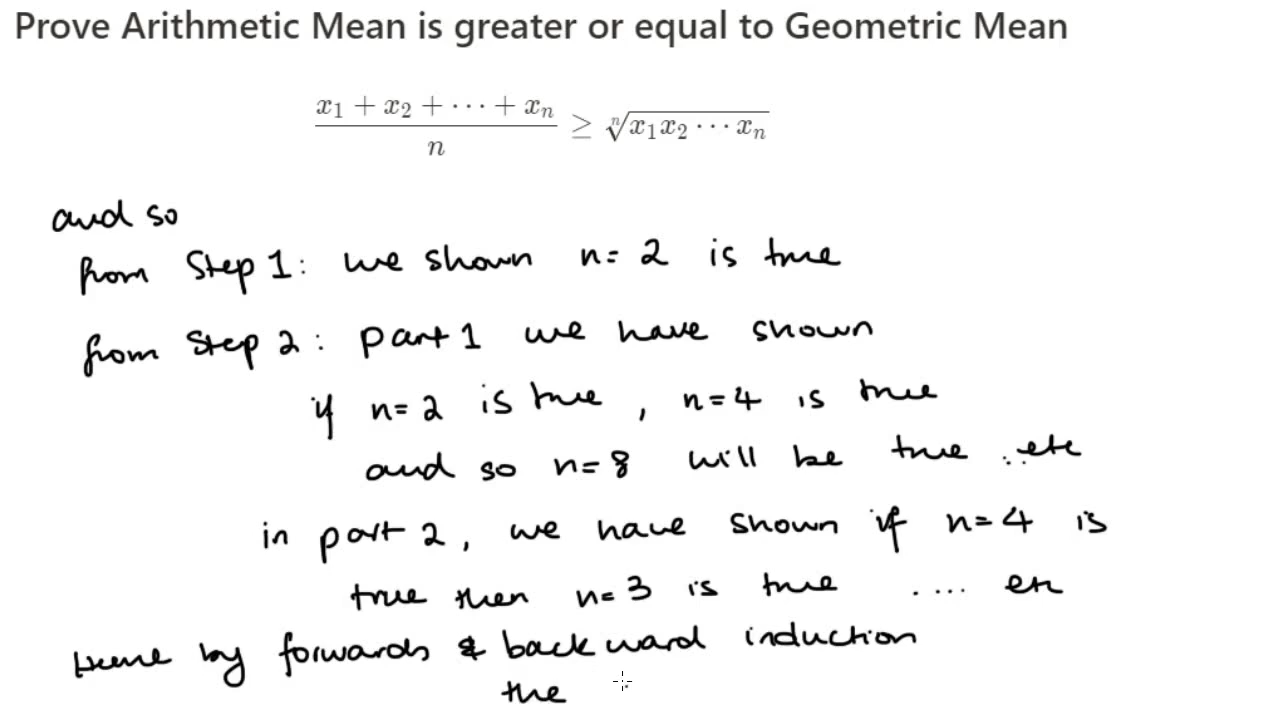 Prove Arithmetic Mean is greater or equal to Geometric Mean
x₁ + x₂ + ⋯ + xₙ / n ≥ ⁿ√x₁x₂ ⋯ xₙ
and so
from Step 1: we shown n= 2 is true
from Step 2: part 1 we have shown
if n= 2 is true, n=4 is true
and so n=8 will be true ..etc
in part 2, we have shown if n=4 is
true then n=3 is true .... etc
Hence by forwards & backward induction
the